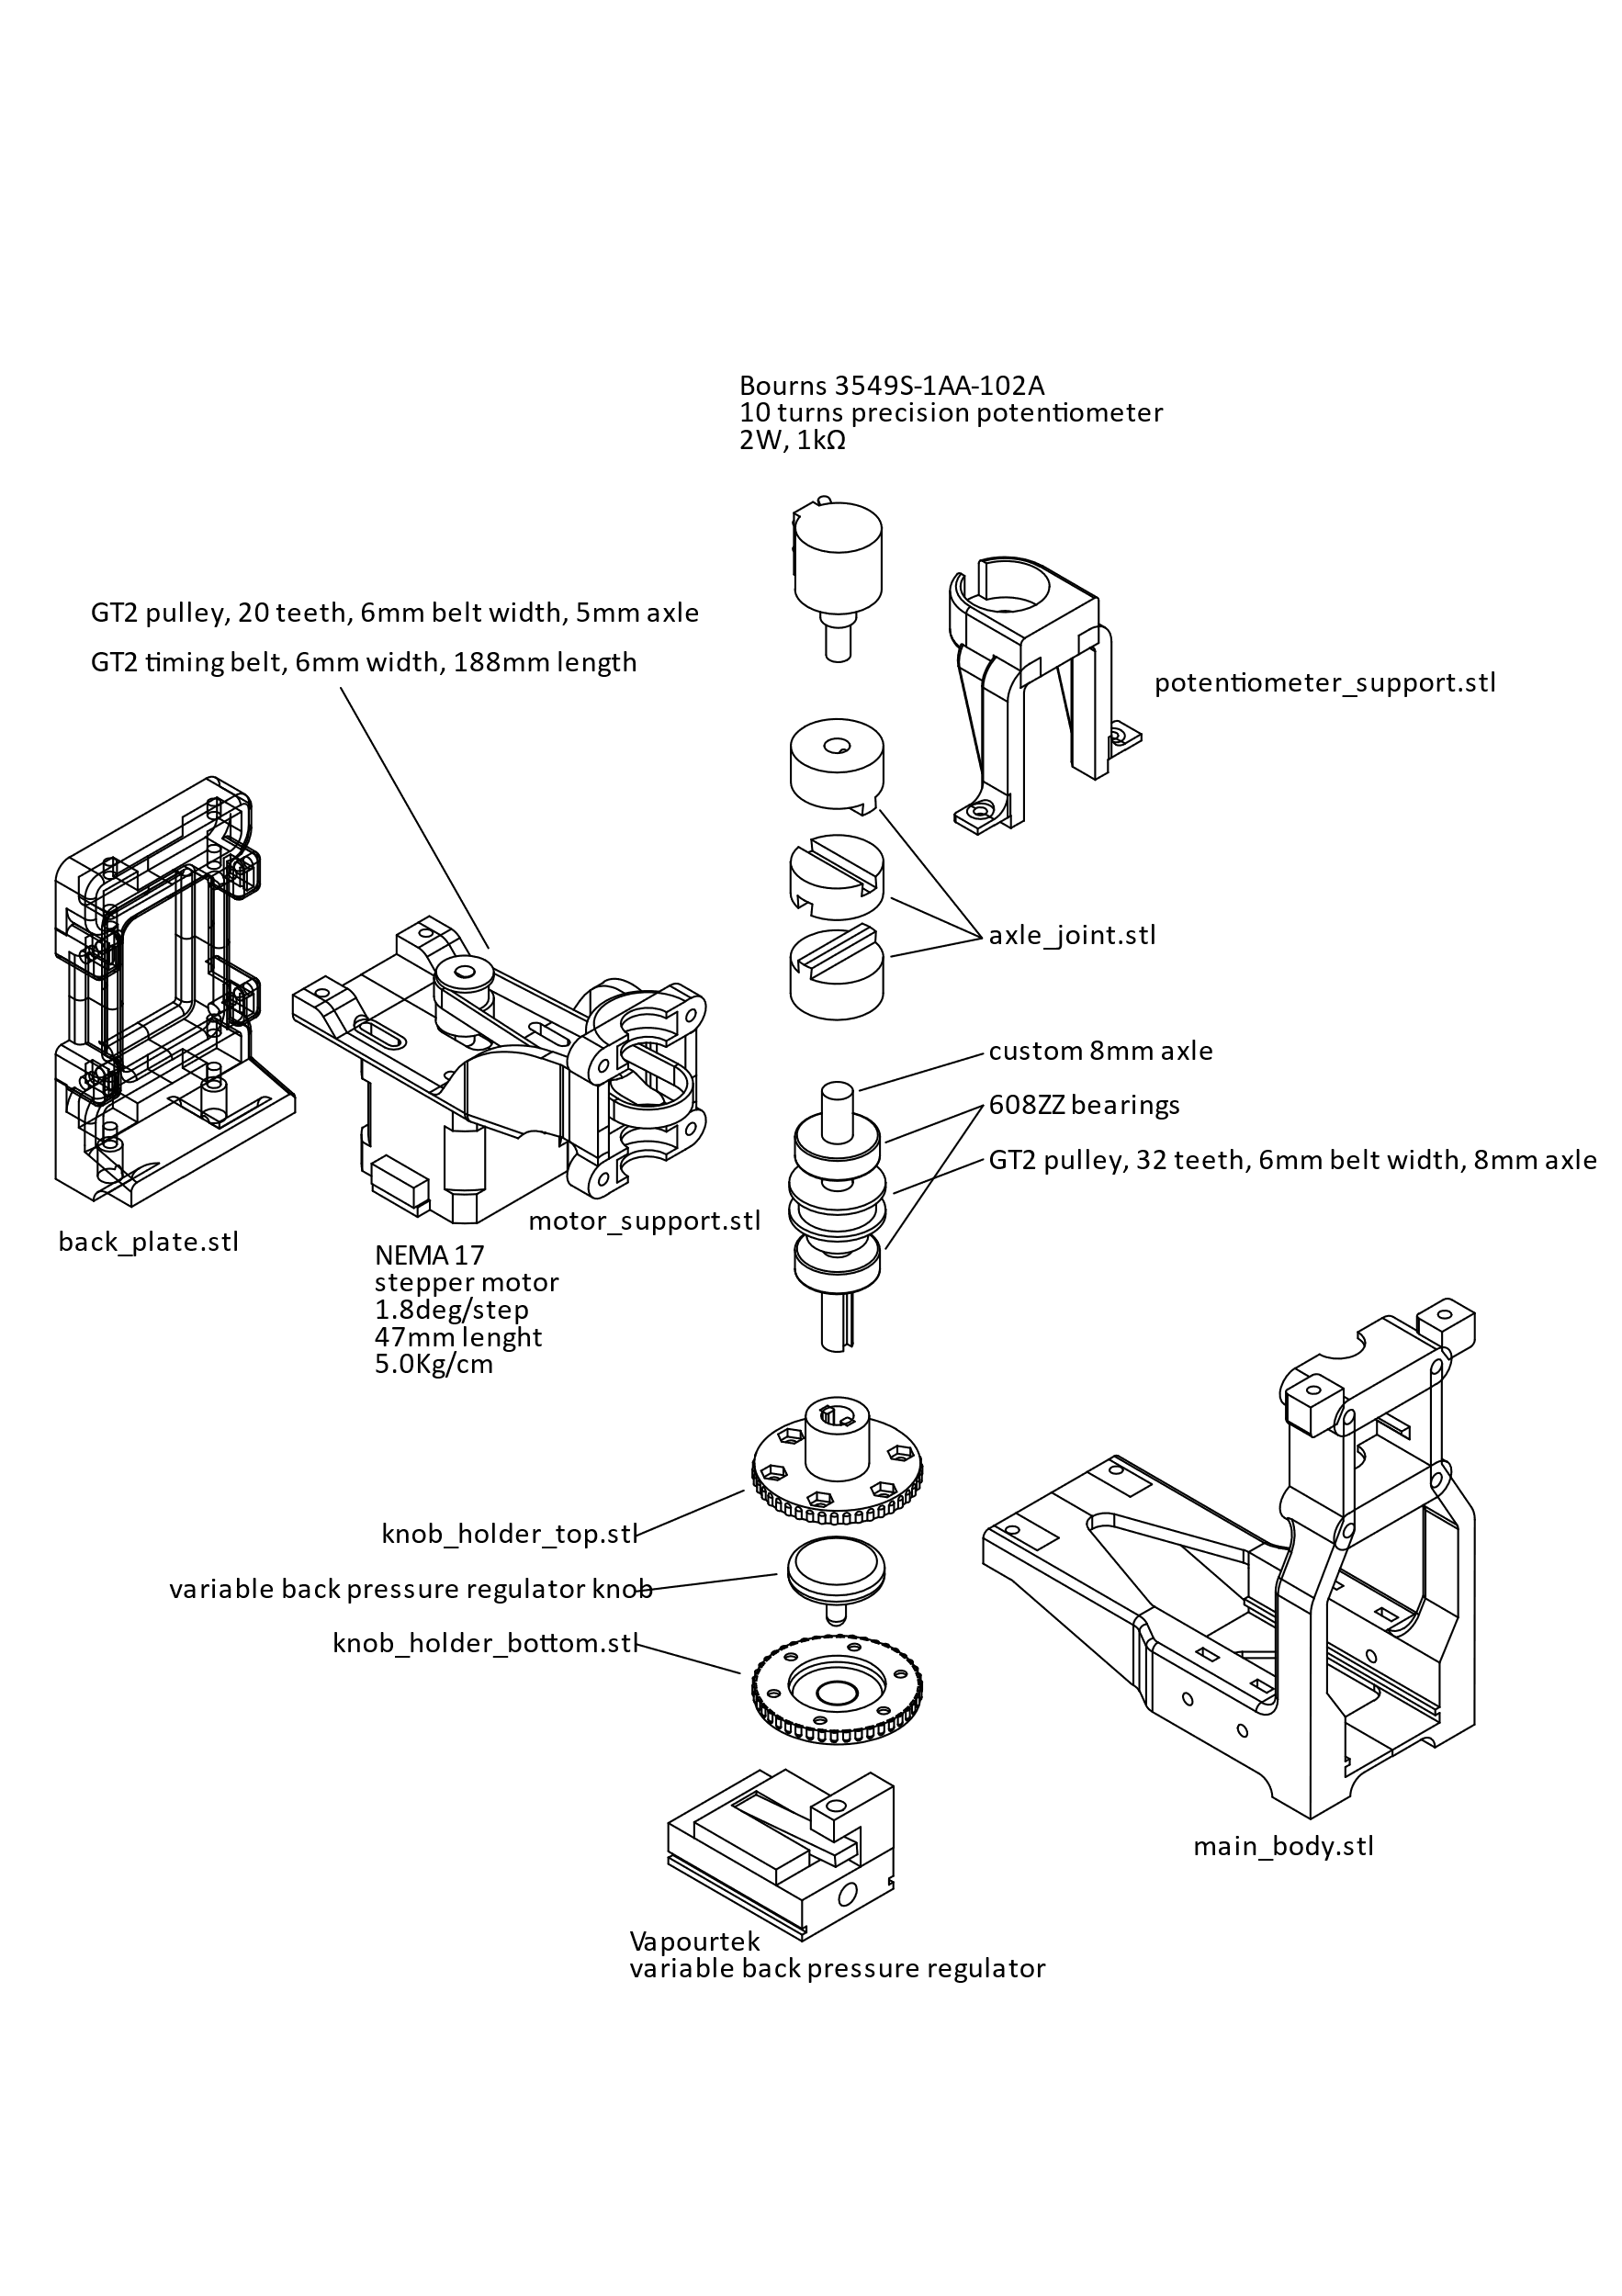 Bourns 3549S-1AA-102A
10 turns precision potentiometer
2W, 1kΩ
GT2 pulley, 20 teeth, 6mm belt width, 5mm axle
GT2 timing belt, 6mm width, 188mm length
potentiometer_support.stl
axle_joint.stl
custom 8mm axle
608ZZ bearings
GT2 pulley, 32 teeth, 6mm belt width, 8mm axle
motor_support.stl
back_plate.stl
NEMA 17
stepper motor
1.8deg/step
47mm lenght
5.0Kg/cm
knob_holder_top.stl
variable back pressure regulator knob
knob_holder_bottom.stl
main_body.stl
Vapourtek
variable back pressure regulator